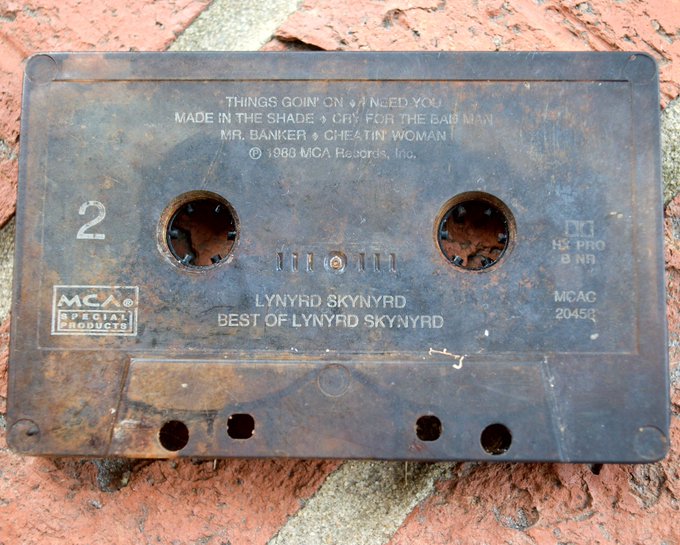 THINGS GOIN' ON ♦ I NEED YOU
MADE IN THE SHADE ♦ CRY FOR THE BAD MAN
MR. BANKER ♦ CHEATIN' WOMAN
℗ 1988 MCA Records, Inc.
2
HX PRO
B NR
MCA®
SPECIAL
PRODUCTS
LYNYRD SKYNYRD
BEST OF LYNYRD SKYNYRD
MCAC
20456